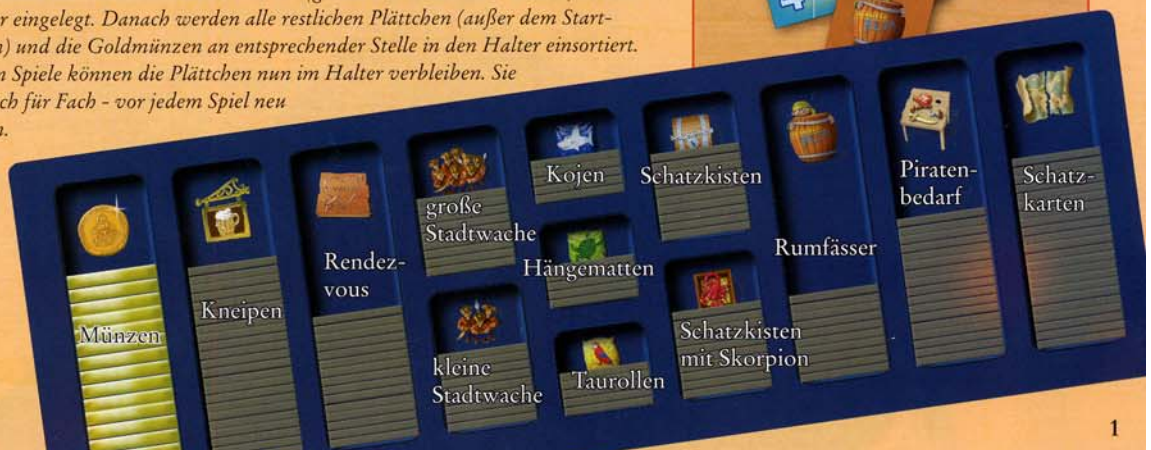 r eingelegt. Danach werden alle restlichen Plättchen (außer dem Start-
) und die Goldmünzen an entsprechender Stelle in den Halter einsortiert.
n Spiele können die Plättchen nun im Halter verbleiben. Sie
ch für Fach - vor jedem Spiel neu
n.
Münzen
Kneipen
Rendez-
vous
große
Stadtwache
kleine
Stadtwache
Kojen
Hängematten
Taurollen
Schatzkisten
Schatzkisten
mit Skorpion
Rumfässer
Piraten-
bedarf
Schatz-
karten
1